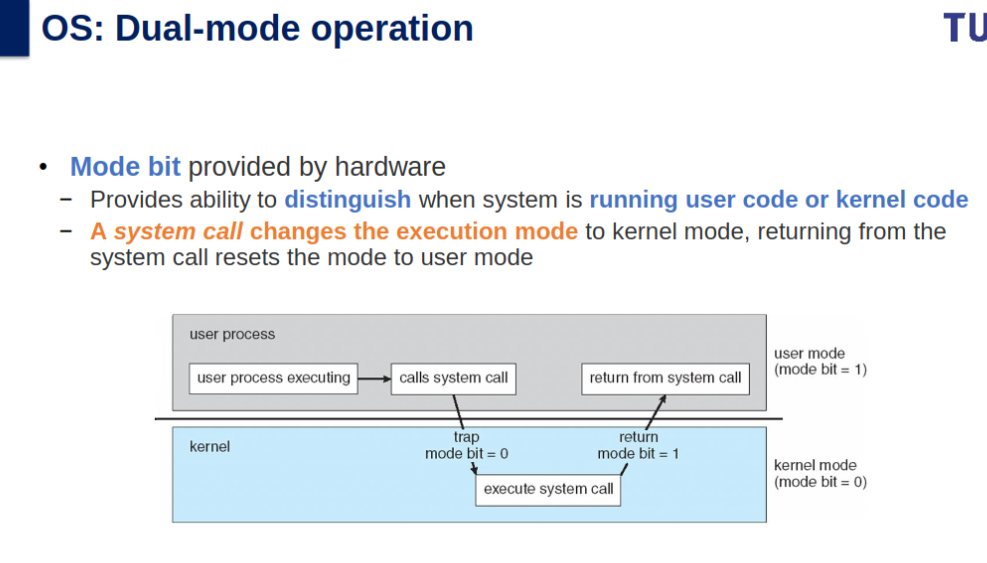 OS: Dual-mode operation
TU
• Mode bit provided by hardware
– Provides ability to distinguish when system is running user code or kernel code
– A system call changes the execution mode to kernel mode, returning from the
system call resets the mode to user mode
user process
user process executing
calls system call
return from system call
user mode
(mode bit = 1)
kernel
trap
mode bit = 0
return
mode bit = 1
execute system call
kernel mode
(mode bit = 0)